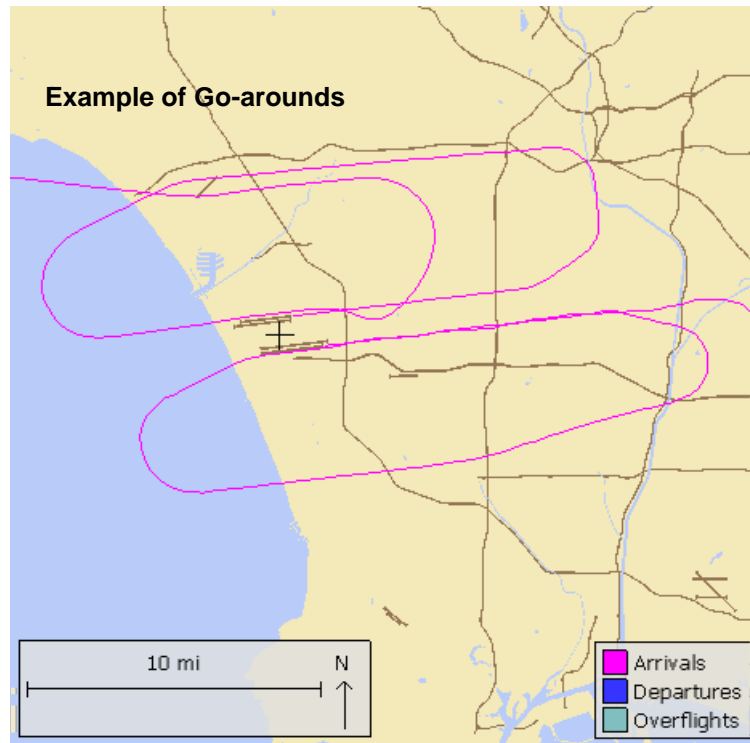 Example of Go-arounds
10 mi
N
Arrivals
Departures
Overflights